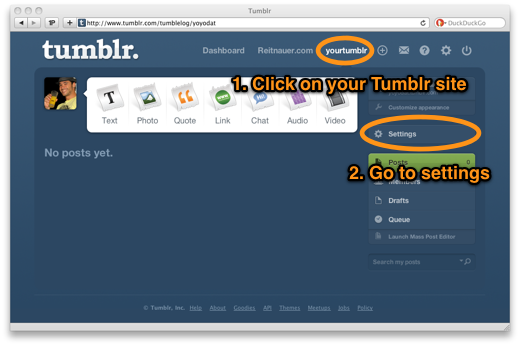 Tumblr
http://www.tumblr.com/tumblelog/yoyodat
DuckDuckGo
tumblr.
Dashboard Reitnauer.com yourtumblr
1. Click on your Tumblr site
Text Photo Quote Link Chat Audio Video
Customize appearance
Settings
No posts yet.
Posts 0
2. Go to settings
Members
Drafts
Queue
Launch Mass Post Editor
Search my posts
© Tumblr, Inc. Help About Goodies API Themes Meetups Jobs Policy